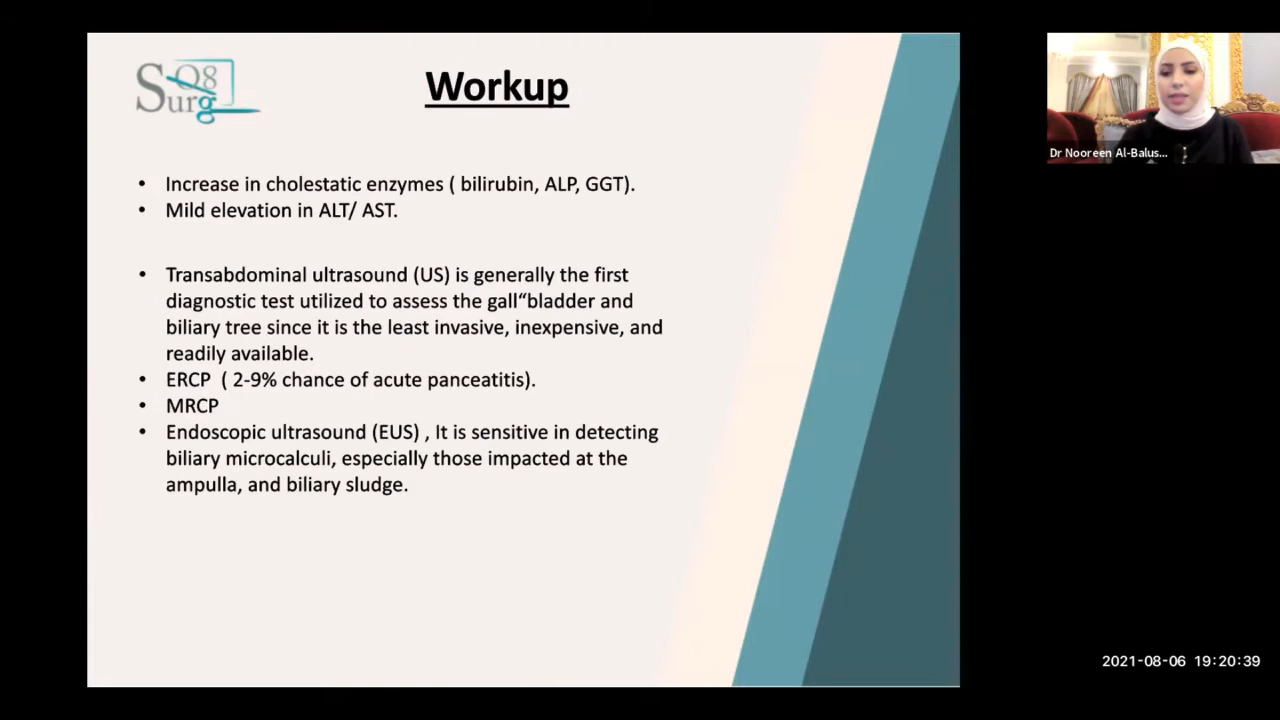 Q8
Surg
Workup
• Increase in cholestatic enzymes ( bilirubin, ALP, GGT).
• Mild elevation in ALT/ AST.
• Transabdominal ultrasound (US) is generally the first
diagnostic test utilized to assess the gall“bladder and
biliary tree since it is the least invasive, inexpensive, and
readily available.
• ERCP ( 2-9% chance of acute panceatitis).
• MRCP
• Endoscopic ultrasound (EUS) , It is sensitive in detecting
biliary microcalculi, especially those impacted at the
ampulla, and biliary sludge.
Dr Nooreen Al-Balus...
2021-08-06 19:20:39